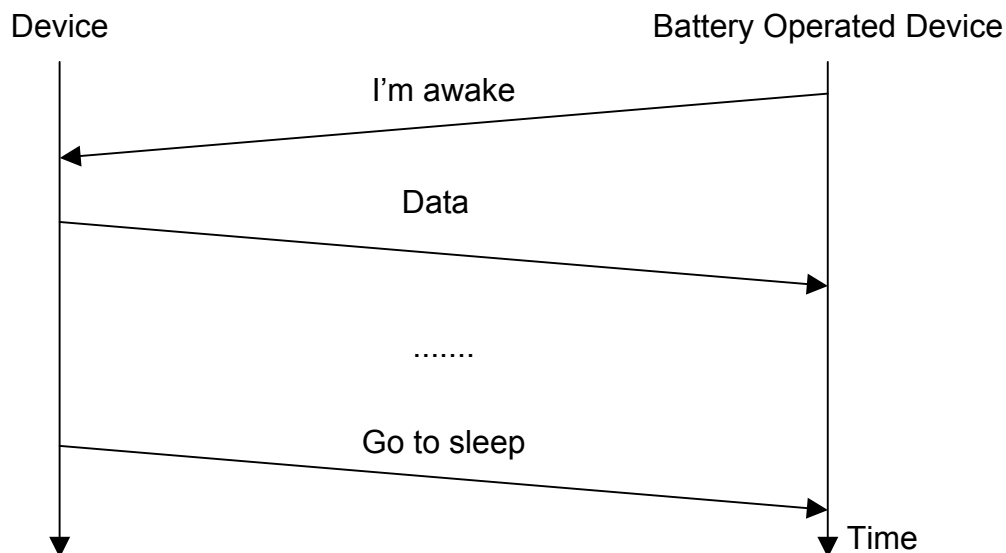 Device
Battery Operated Device
I’m awake
Data
.......
Go to sleep
Time